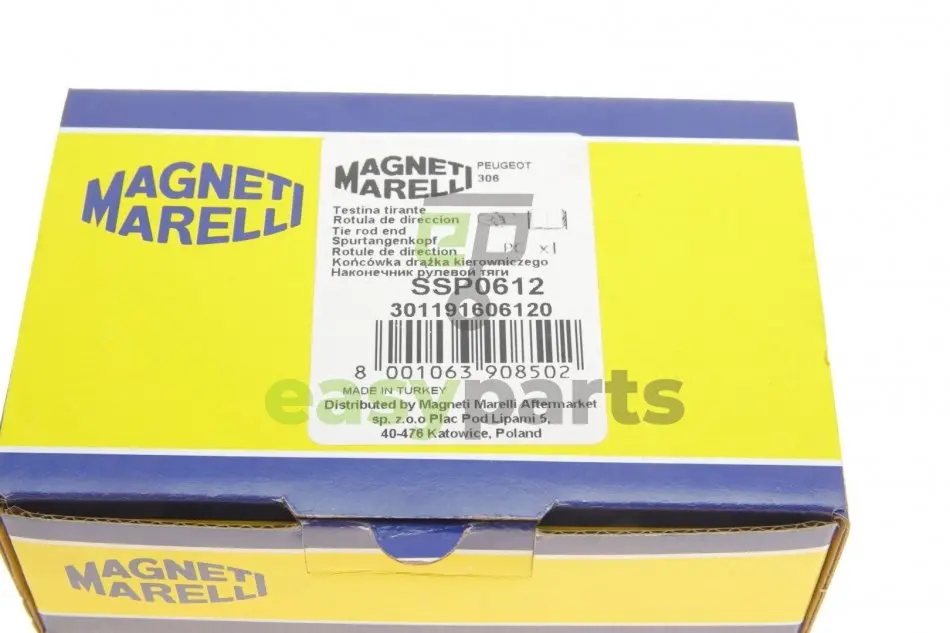 MAGNETI
MARELLI
MAGNETI
MARELLI
PEUGEOT
306
Testina tirante
Rotula de direccion
Tie rod end
Spurtangenkopf
Rotule de direction
Końcówka drążka kierowniczego
Наконечник рулевой тяги
x1
SSP0612
301191606120
8 001063 908502
MADE IN TURKEY
easyparts
Distributed by Magneti Marelli Aftermarket
sp. z.o.o Plac Pod Lipami 5,
40-476 Katowice, Poland
MAGNETI
MARELLI